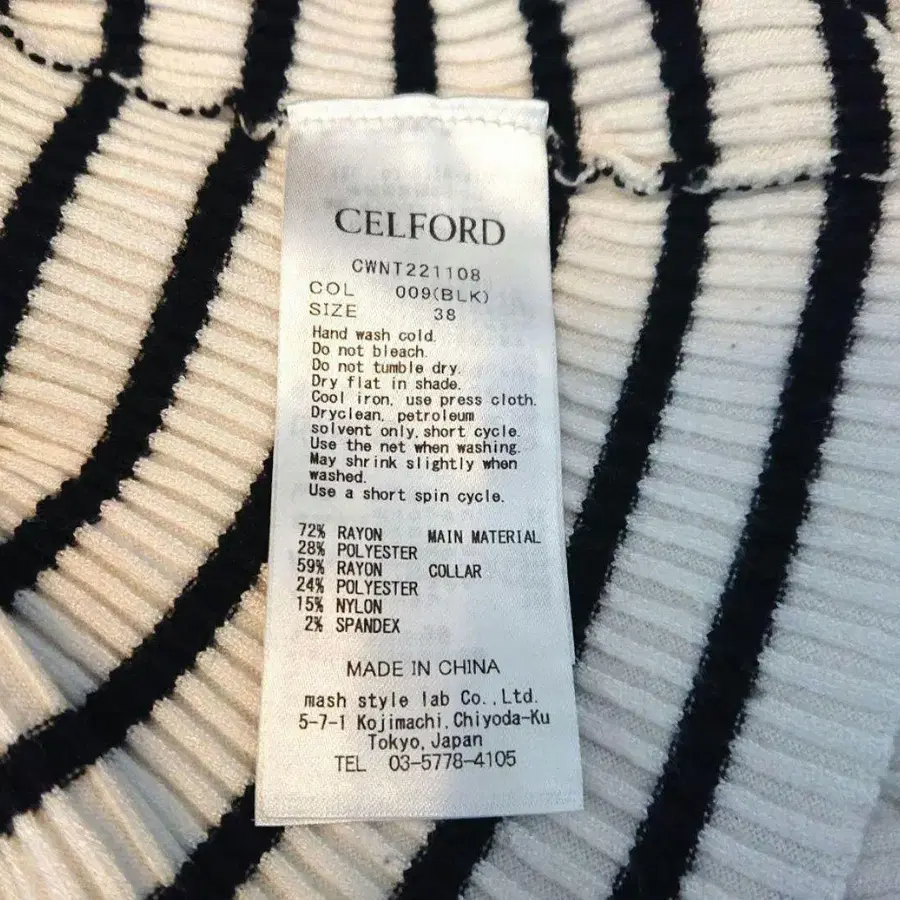 CELFORD
CWNT221108
COL 009(BLK)
SIZE 38
Hand wash cold.
Do not bleach.
Do not tumble dry.
Dry flat in shade.
Cool iron, use press cloth.
Dryclean, petroleum
solvent only, short cycle.
Use the net when washing.
May shrink slightly when
washed.
Use a short spin cycle.
72% RAYON MAIN MATERIAL
28% POLYESTER
59% RAYON COLLAR
24% POLYESTER
15% NYLON
2% SPANDEX
MADE IN CHINA
mash style lab Co.,Ltd.
5-7-1 Kojimachi,Chiyoda-Ku
Tokyo,Japan
TEL 03-5778-4105